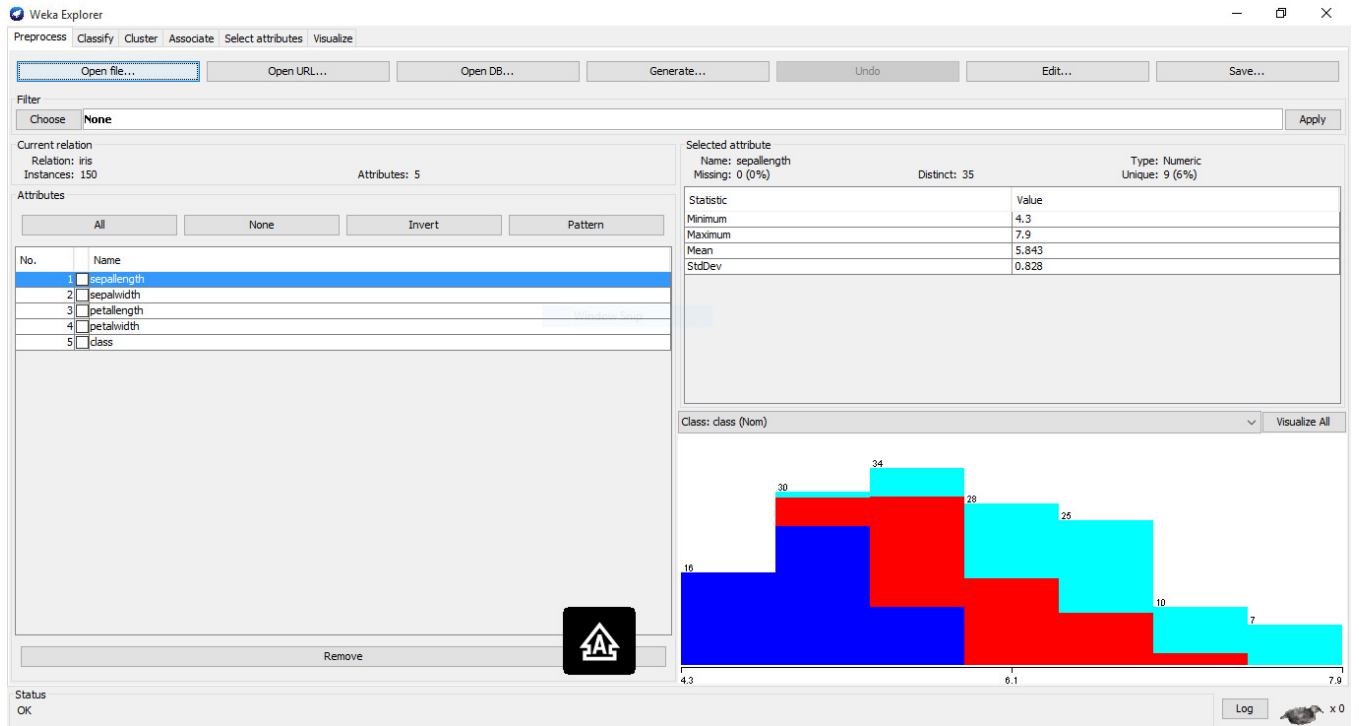 Weka Explorer
Preprocess Classify Cluster Associate Select attributes Visualize
Open file... Open URL... Open DB... Generate... Undo Edit... Save...
Filter
Choose None Apply
Current relation
Relation: iris
Instances: 150 Attributes: 5
Attributes
All None Invert Pattern
No. Name
1 sepallength
2 sepalwidth
3 petallength
4 petalwidth
5 class
Window Snip
Remove
Selected attribute
Name: sepallength Type: Numeric
Missing: 0 (0%) Distinct: 35 Unique: 9 (6%)
Statistic Value
Minimum 4.3
Maximum 7.9
Mean 5.843
StdDev 0.828
Class: class (Nom) Visualize All
16 30 34 28 25 10 7
4.3 6.1 7.9
A
Status
OK Log x 0